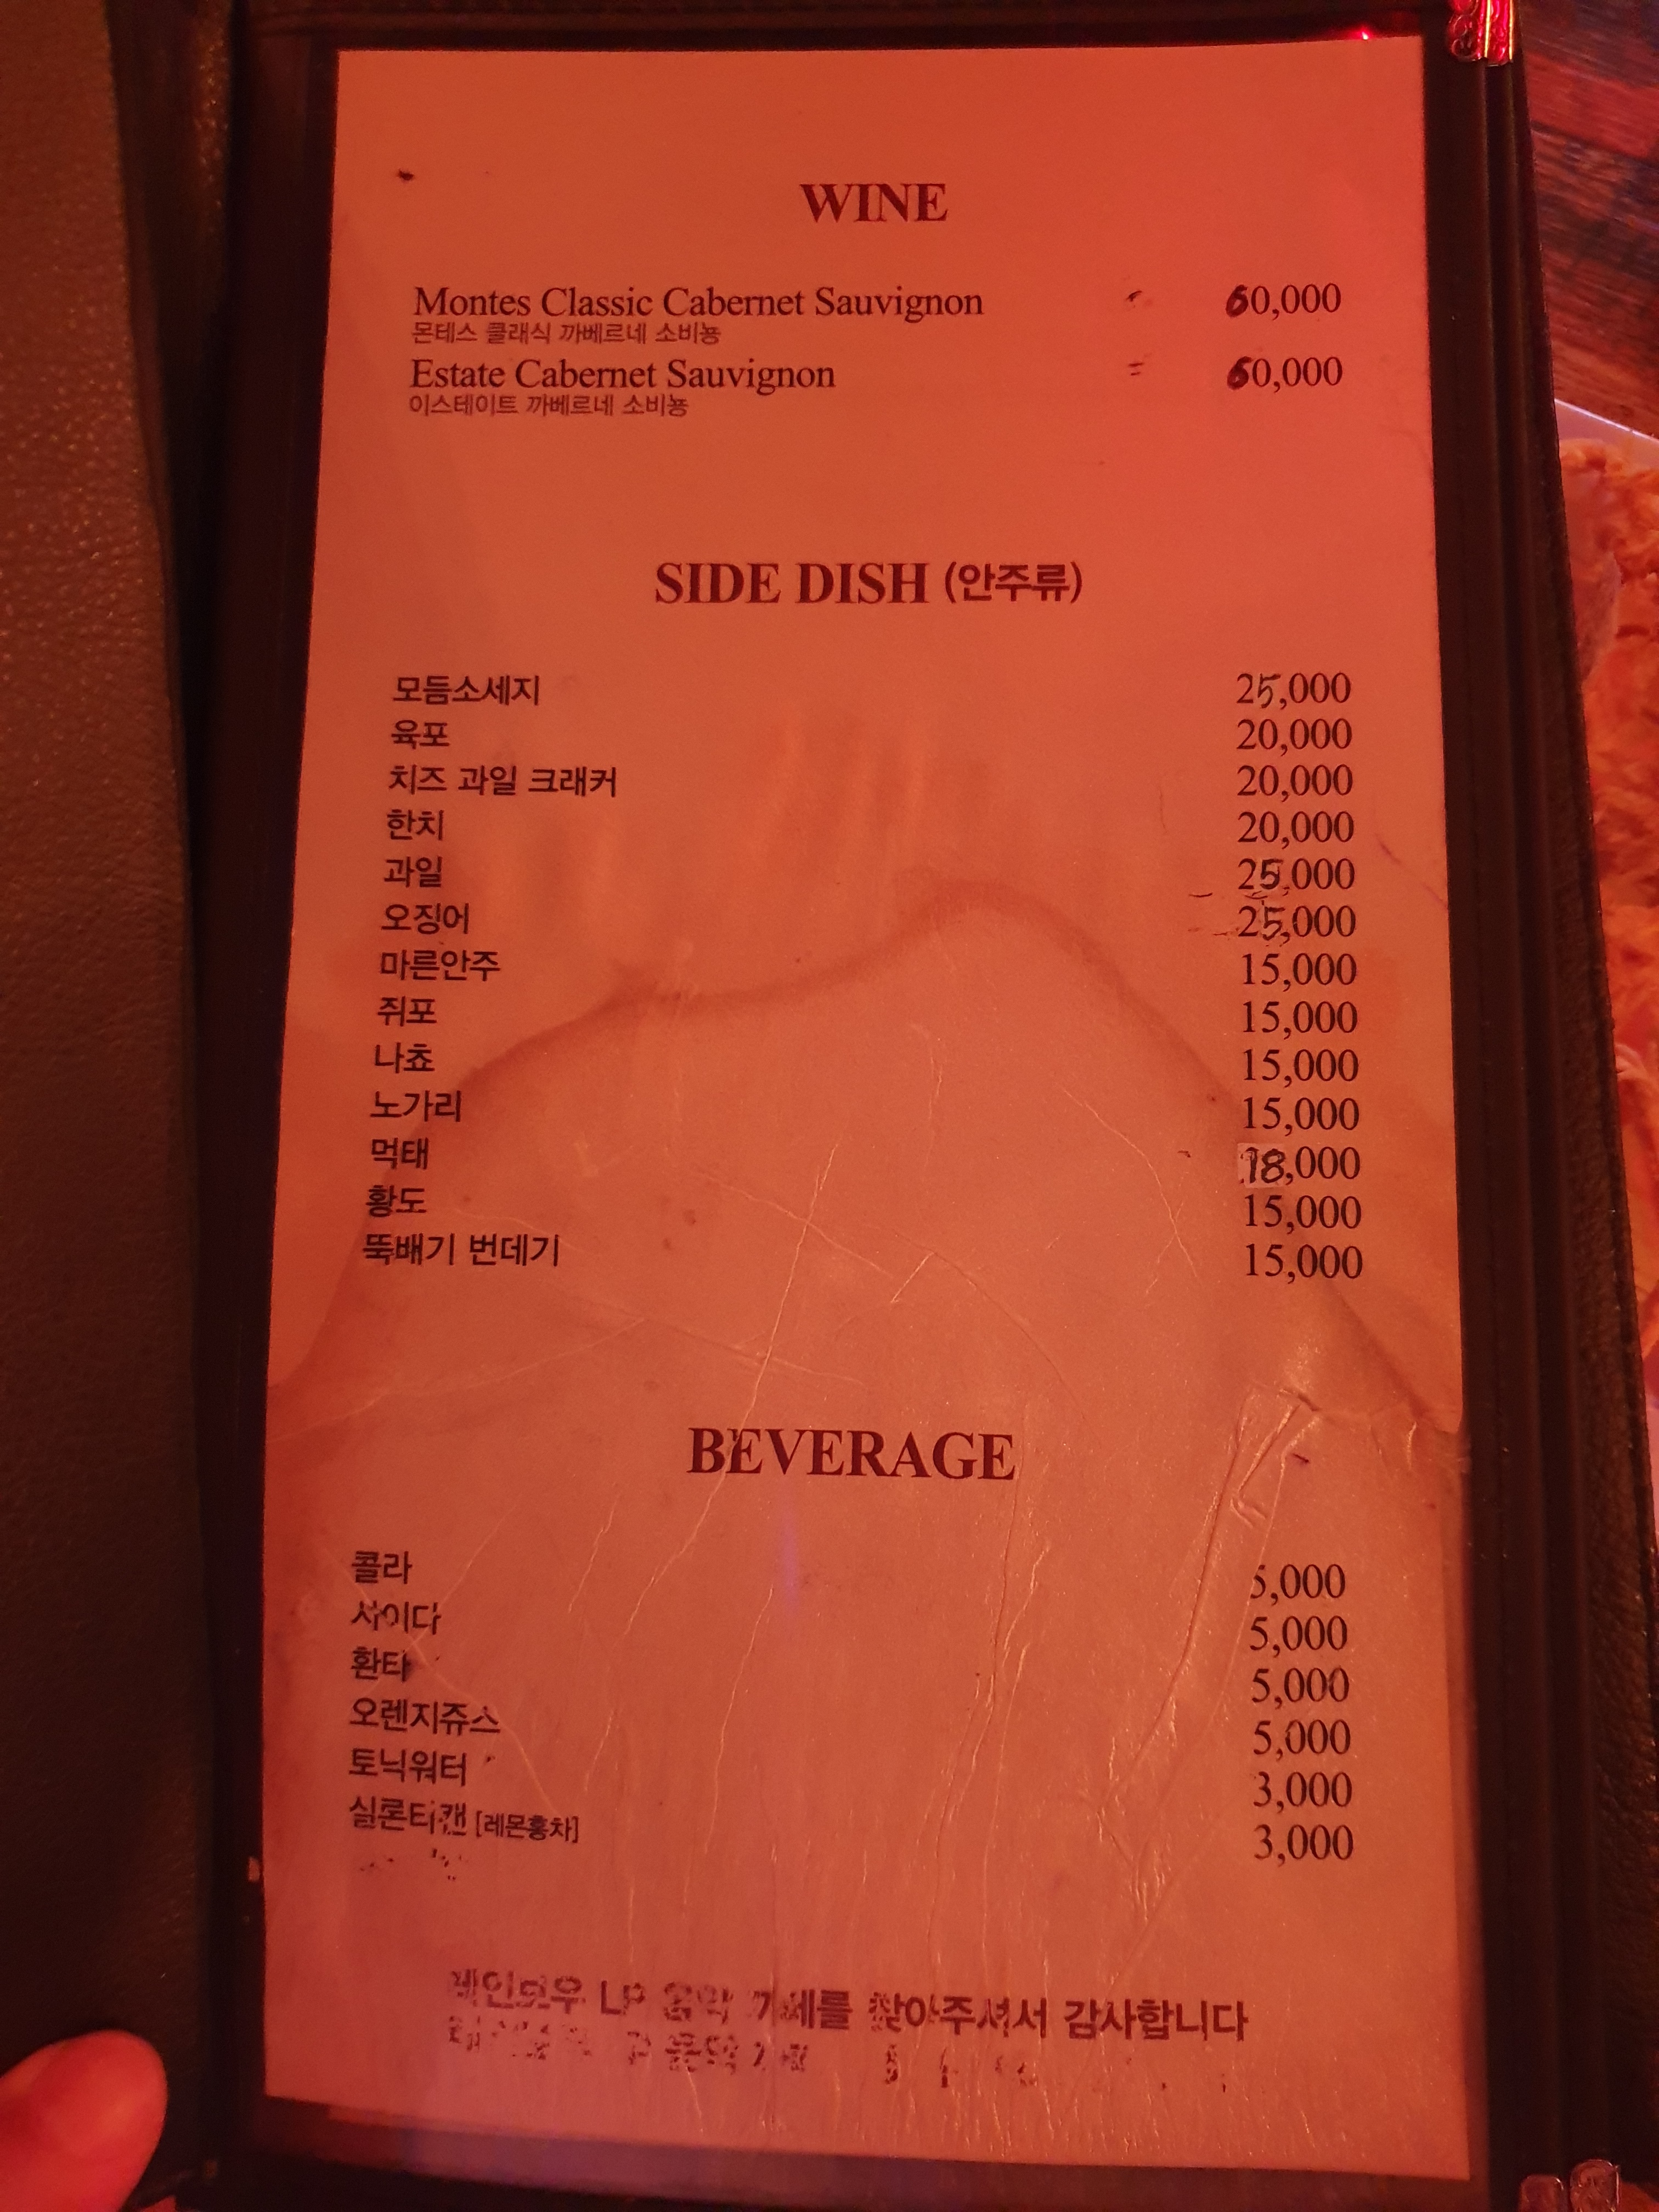 WINE
Montes Classic Cabernet Sauvignon 60,000
몬테스 클래식 까베르네 소비뇽
Estate Cabernet Sauvignon 60,000
이스테이트 까베르네 소비뇽
SIDE DISH (안주류)
모듬소세지 25,000
육포 20,000
치즈 과일 크래커 20,000
한치 20,000
과일 25,000
오징어 25,000
마른안주 15,000
쥐포 15,000
나쵸 15,000
노가리 15,000
먹태 18,000
황도 15,000
뚝배기 번데기 15,000
BEVERAGE
콜라 5,000
사이다 5,000
환타 5,000
오렌지쥬스 5,000
토닉워터 3,000
실론티캔 [레몬홍차] 3,000
레인보우 LP 음악 카페를 찾아주셔서 감사합니다